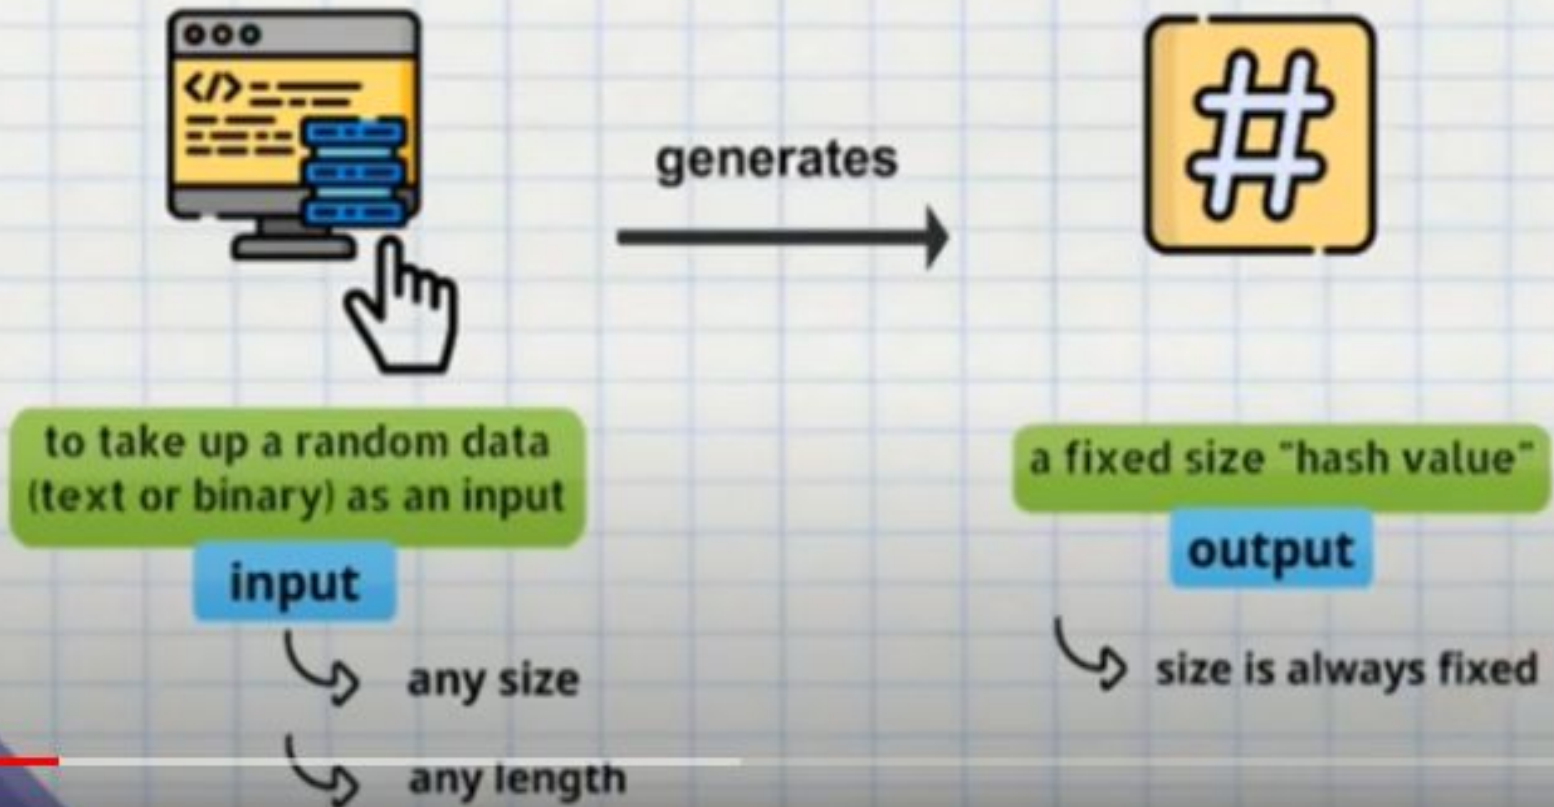 </>
generates
#
to take up a random data
(text or binary) as an input
input
any size
any length
a fixed size "hash value"
output
size is always fixed